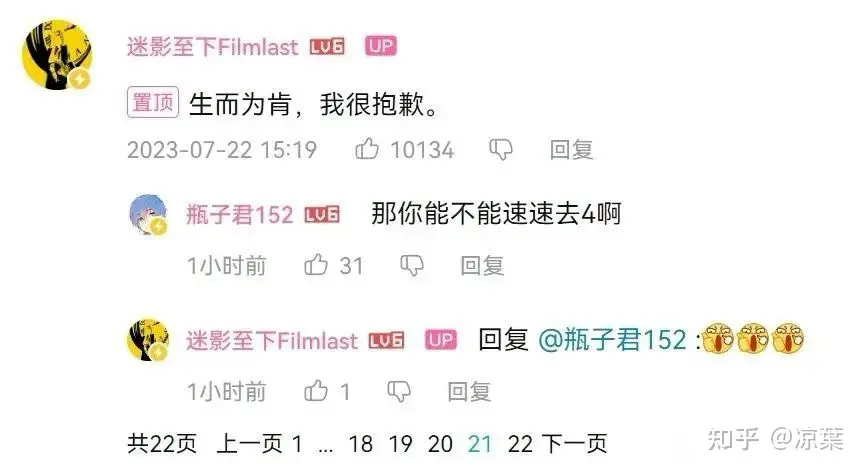 迷影至下Filmlast LV6 UP
置顶 生而为肯，我很抱歉。
2023-07-22 15:19 10134 回复
瓶子君152 LV6 那你能不能速速去4啊
1小时前 31 回复
迷影至下Filmlast LV6 UP 回复 @瓶子君152 :
1小时前 1 回复
共22页 上一页 1 ... 18 19 20 21 22 下一页
知乎 @凉葉